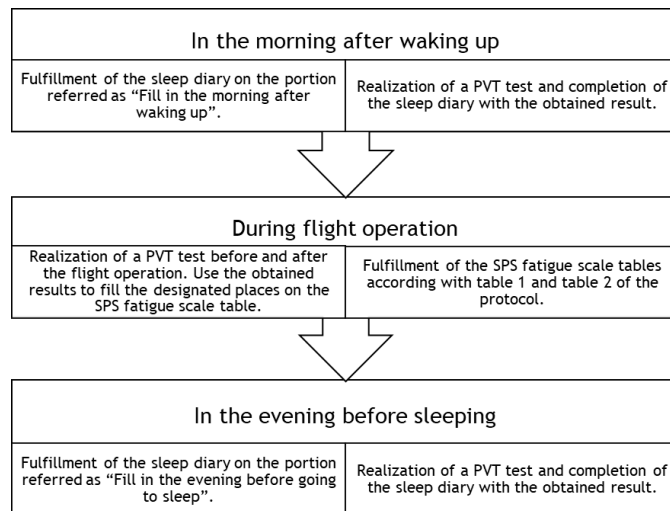 In the morning after waking up
Fulfillment of the sleep diary on the portion
referred as “Fill in the morning after
waking up”.
Realization of a PVT test and completion of
the sleep diary with the obtained result.
During flight operation
Realization of a PVT test before and after
the flight operation. Use the obtained
results to fill the designated places on the
SPS fatigue scale table.
Fulfillment of the SPS fatigue scale tables
according with table 1 and table 2 of the
protocol.
In the evening before sleeping
Fulfillment of the sleep diary on the portion
referred as “Fill in the evening before going
to sleep”.
Realization of a PVT test and completion of
the sleep diary with the obtained result.